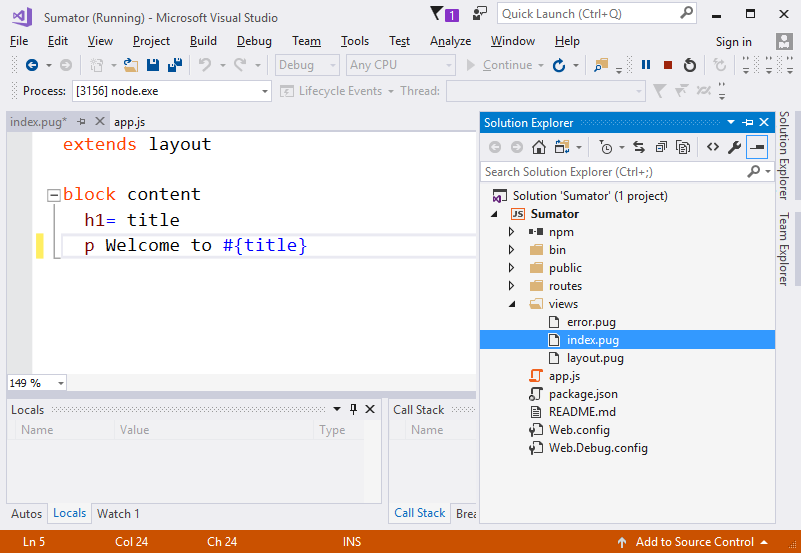 Sumator (Running) - Microsoft Visual Studio
1
Quick Launch (Ctrl+Q)
File Edit View Project Build Debug Team Tools Test Analyze Window Help Sign in
Debug Any CPU Continue
Process: [3156] node.exe Lifecycle Events Thread:
index.pug* app.js
extends layout
block content
h1= title
p Welcome to #{title}
149 %
Locals
Name Value Type
Autos Locals Watch 1
Call Stack
Name
Call Stack Brea
Solution Explorer
Search Solution Explorer (Ctrl+;)
Solution 'Sumator' (1 project)
JS Sumator
npm
bin
public
routes
views
error.pug
index.pug
layout.pug
app.js
package.json
README.md
Web.config
Web.Debug.config
Solution Explorer
Team Explorer
Ln 5 Col 24 Ch 24 INS Add to Source Control